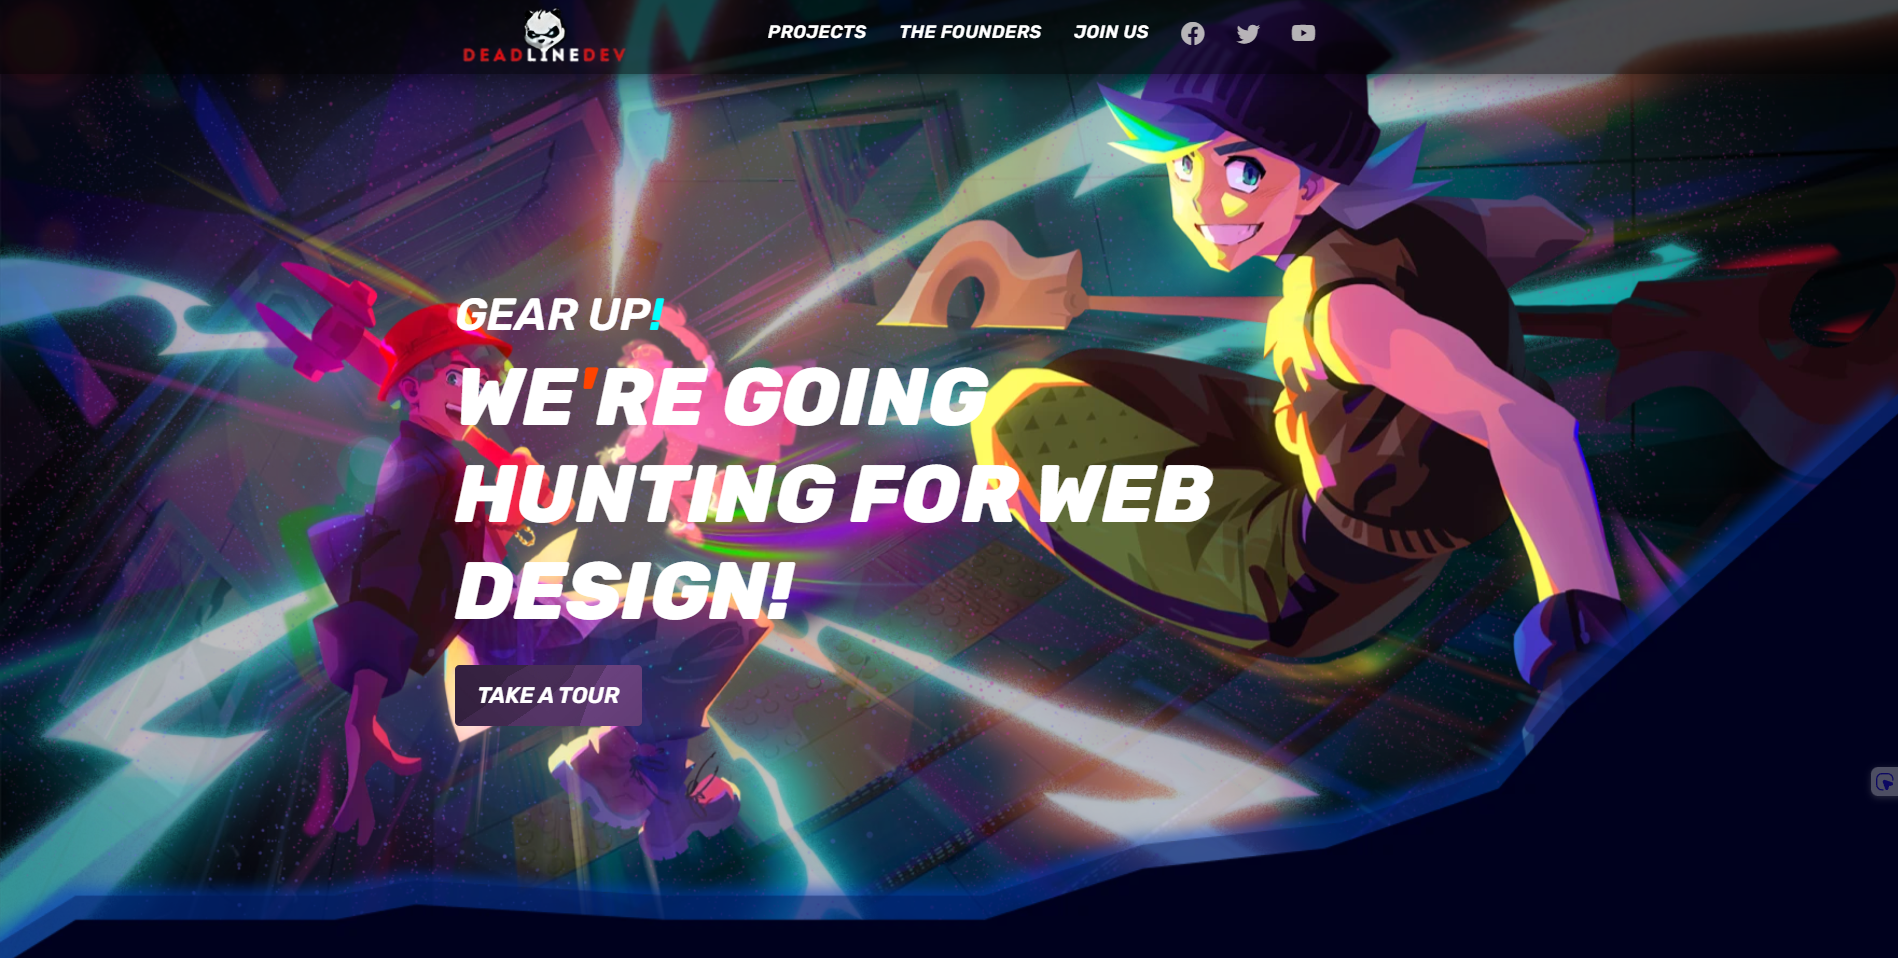 DEADLINEDEV
PROJECTS
THE FOUNDERS
JOIN US
GEAR UP!
WE'RE GOING
HUNTING FOR WEB
DESIGN!
TAKE A TOUR